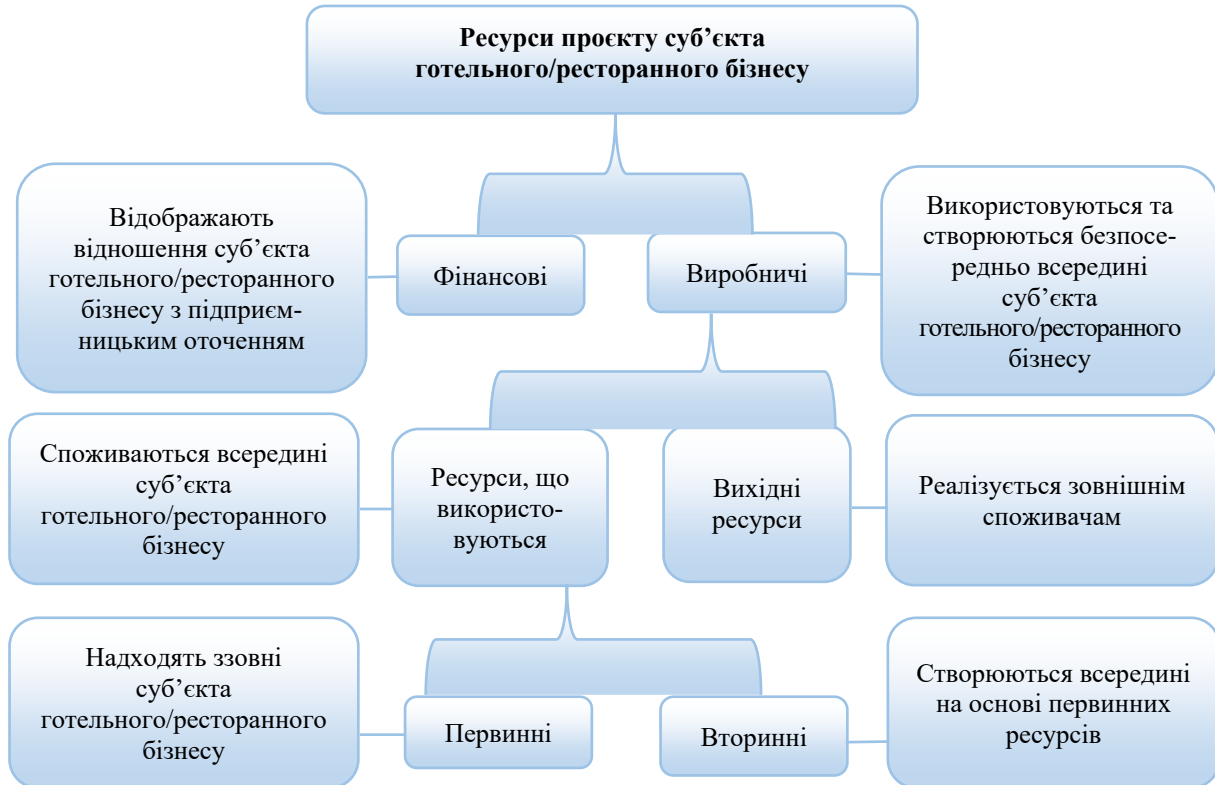 Ресурси проєкту суб’єкта
готельного/ресторанного бізнесу
Відображають
відношення суб’єкта
готельного/ресторанного
бізнесу з підприєм-
ницьким оточенням
Фінансові
Виробничі
Використовуються та
створюються безпосе-
редньо всередині
суб’єкта
готельного/ресторанного
бізнесу
Споживаються всередині
суб’єкта
готельного/ресторанного
бізнесу
Ресурси, що
використо-
вуються
Вихідні
ресурси
Реалізується зовнішнім
споживачам
Надходять ззовні
суб’єкта
готельного/ресторанного
бізнесу
Первинні
Вторинні
Створюються всередині
на основі первинних
ресурсів